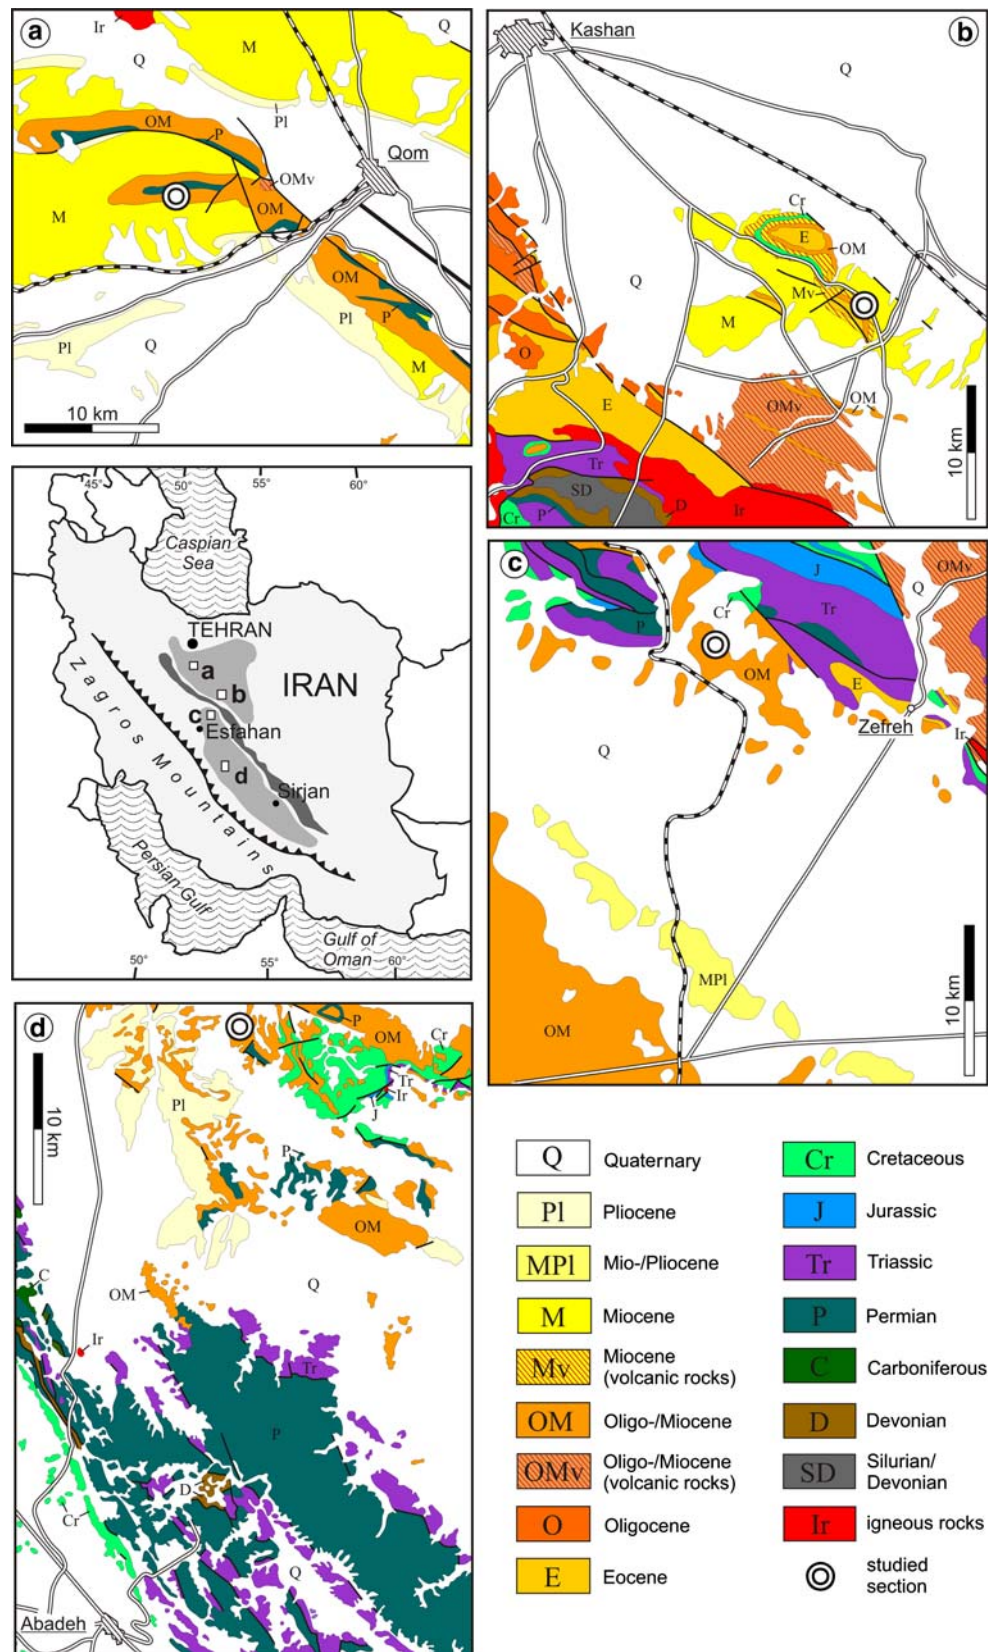 a
Ir
Q
M
Q
Pl
OM
P
Qom
OMv
OM
M
OM
Pl
P
M
Pl
Q
10 km
b
Kashan
Q
Cr
E
OM
Q
Mv
M
O
E
OMv
OM
Tr
SD
D
Cr
P
Ir
10 km
45°
50°
55°
60°
Caspian
Sea
TEHRAN
a
IRAN
b
c
Esfahan
d
Sirjan
Zagros Mountains
Persian Gulf
Gulf of
Oman
50°
55°
60°
c
J
OMv
Q
Cr
Tr
P
OM
E
Zefreh
Ir
Q
MPl
OM
10 km
d
P
OM
Cr
Tr
Ir
J
10 km
Pl
P
OM
Q
C
OM
Ir
Tr
P
D
Cr
Q
Abadeh
Q Quaternary
Pl Pliocene
MPl Mio-/Pliocene
M Miocene
Mv Miocene
(volcanic rocks)
OM Oligo-/Miocene
OMv Oligo-/Miocene
(volcanic rocks)
O Oligocene
E Eocene
Cr Cretaceous
J Jurassic
Tr Triassic
P Permian
C Carboniferous
D Devonian
SD Silurian/
Devonian
Ir igneous rocks
studied
section